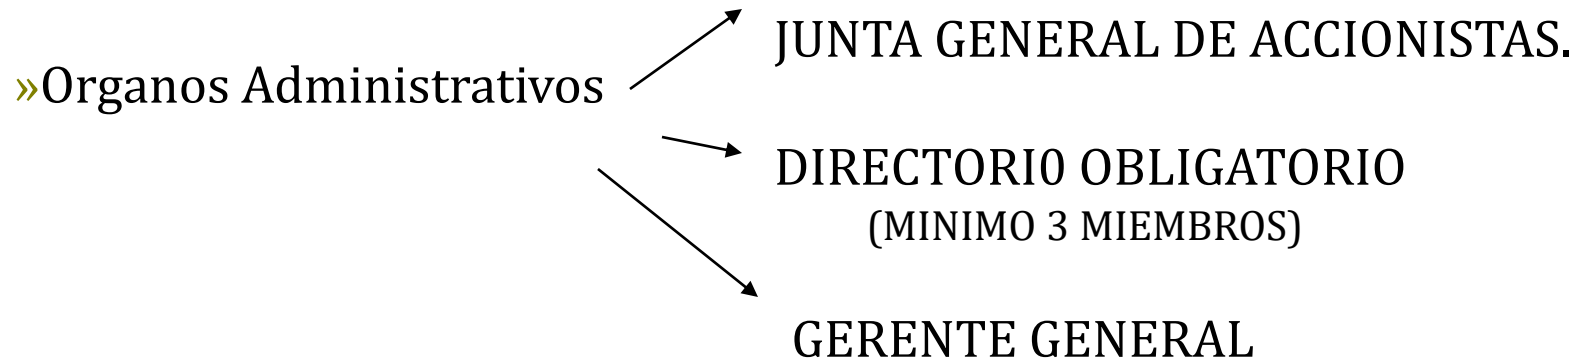 JUNTA GENERAL DE ACCIONISTAS.
»Organos Administrativos
DIRECTORI0 OBLIGATORIO
(MINIMO 3 MIEMBROS)
GERENTE GENERAL